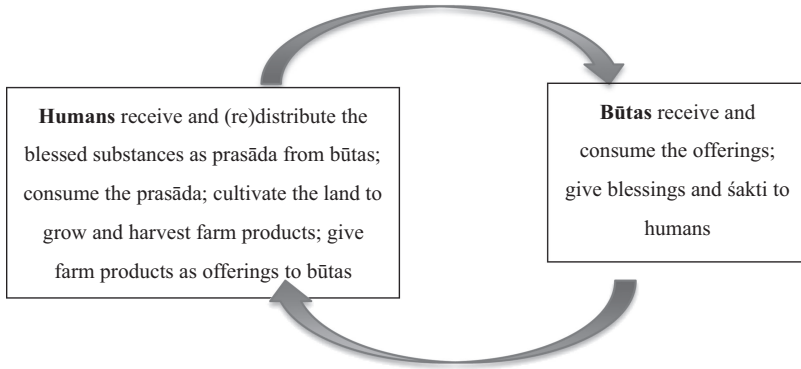 Humans receive and (re)distribute the
blessed substances as prasāda from būtas;
consume the prasāda; cultivate the land to
grow and harvest farm products; give
farm products as offerings to būtas
Būtas receive and
consume the offerings;
give blessings and śakti to
humans